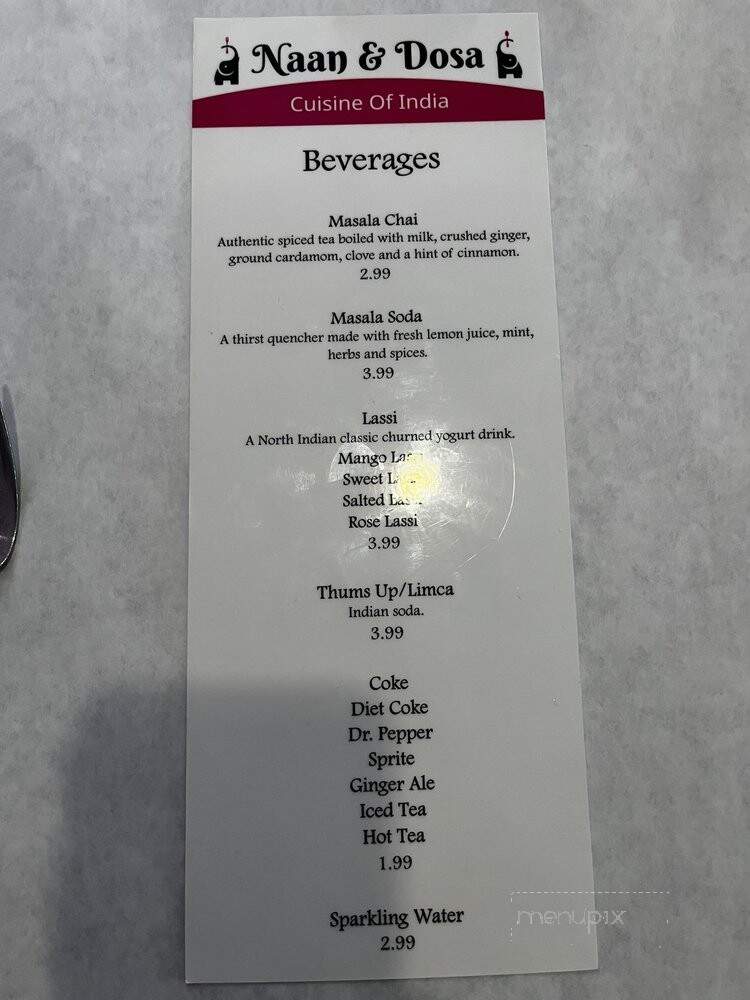 Naan & Dosa
Cuisine Of India
Beverages
Masala Chai
Authentic spiced tea boiled with milk, crushed ginger,
ground cardamom, clove and a hint of cinnamon.
2.99
Masala Soda
A thirst quencher made with fresh lemon juice, mint,
herbs and spices.
3.99
Lassi
A North Indian classic churned yogurt drink.
Mango Lassi
Sweet Lassi
Salted Lassi
Rose Lassi
3.99
Thums Up/Limca
Indian soda.
3.99
Coke
Diet Coke
Dr. Pepper
Sprite
Ginger Ale
Iced Tea
Hot Tea
1.99
Sparkling Water
2.99
menupix